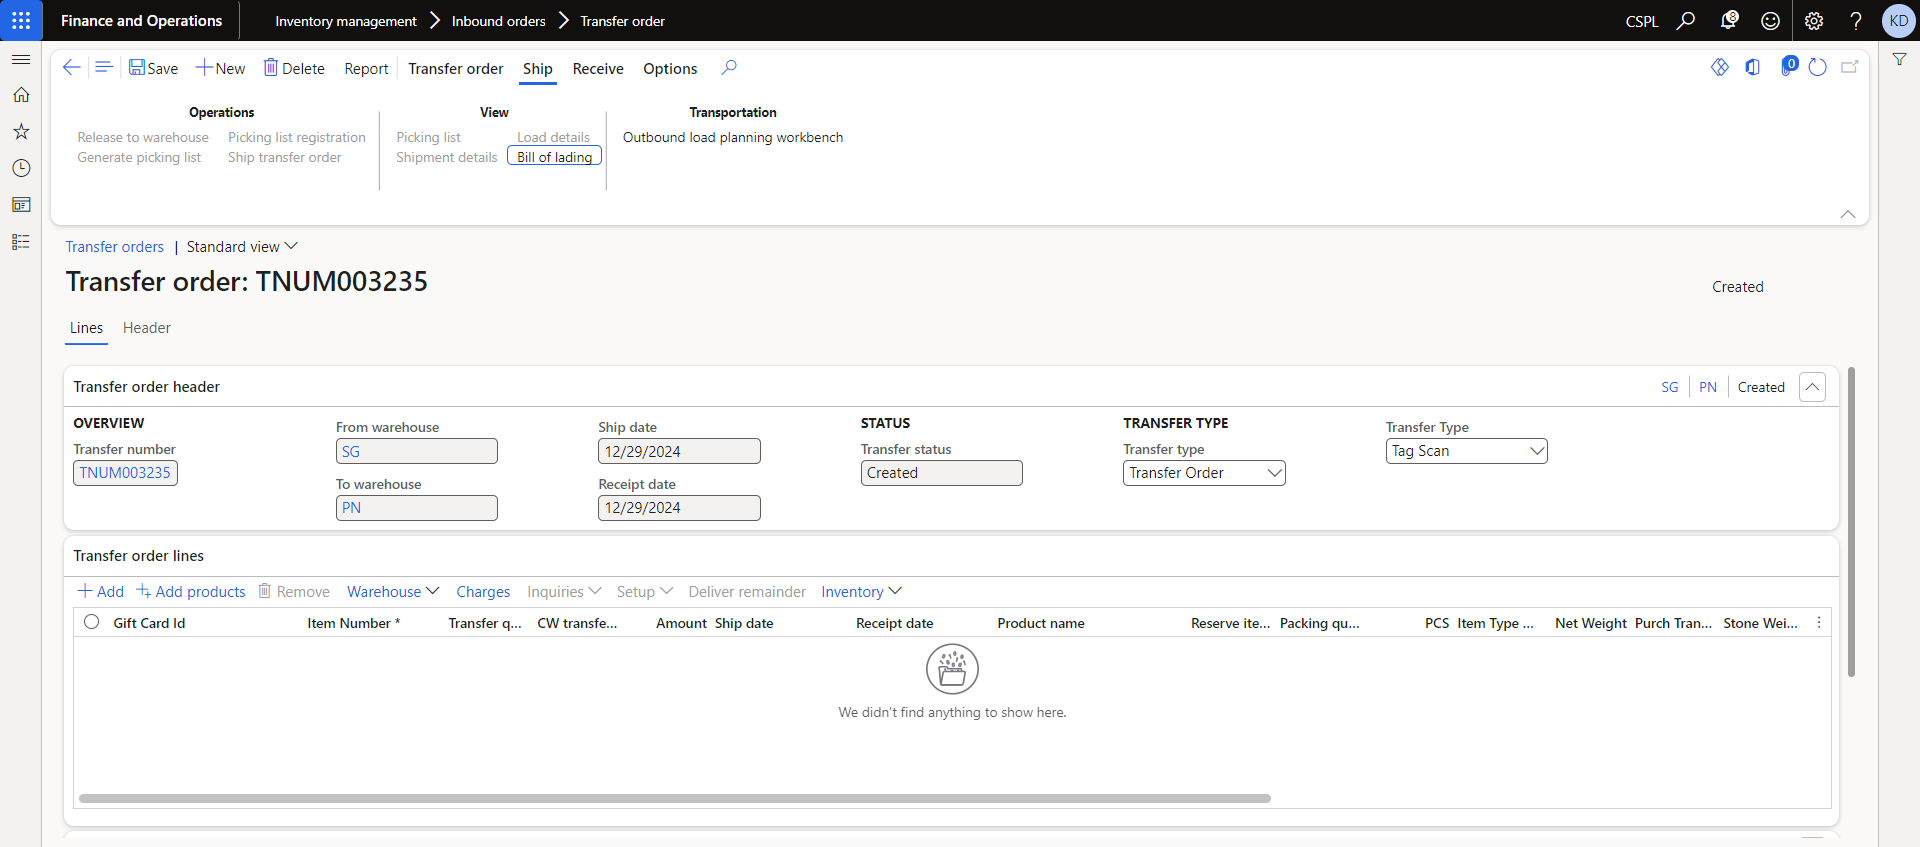 Finance and Operations
Inventory management
Inbound orders
Transfer order
CSPL
8
KD
Save
New
Delete
Report
Transfer order
Ship
Receive
Options
0
Operations
Release to warehouse
Picking list registration
Generate picking list
Ship transfer order
View
Picking list
Load details
Shipment details
Bill of lading
Transportation
Outbound load planning workbench
Transfer orders | Standard view
Transfer order: TNUM003235
Created
Lines
Header
Transfer order header
SG
PN
Created
OVERVIEW
Transfer number
TNUM003235
From warehouse
SG
To warehouse
PN
Ship date
12/29/2024
Receipt date
12/29/2024
STATUS
Transfer status
Created
TRANSFER TYPE
Transfer type
Transfer Order
Transfer Type
Tag Scan
Transfer order lines
Add
Add products
Remove
Warehouse
Charges
Inquiries
Setup
Deliver remainder
Inventory
Gift Card Id
Item Number *
Transfer q...
CW transfe...
Amount
Ship date
Receipt date
Product name
Reserve ite...
Packing qu...
PCS
Item Type ...
Net Weight
Purch Tran...
Stone Wei...
We didn't find anything to show here.